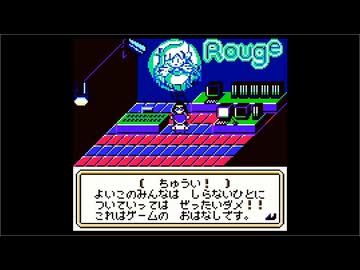 Rouge
( ちゅうい! )
よいこのみんなは しらないひとに
ついていっては ぜったいダメ!!
これはゲームの おはなしです。